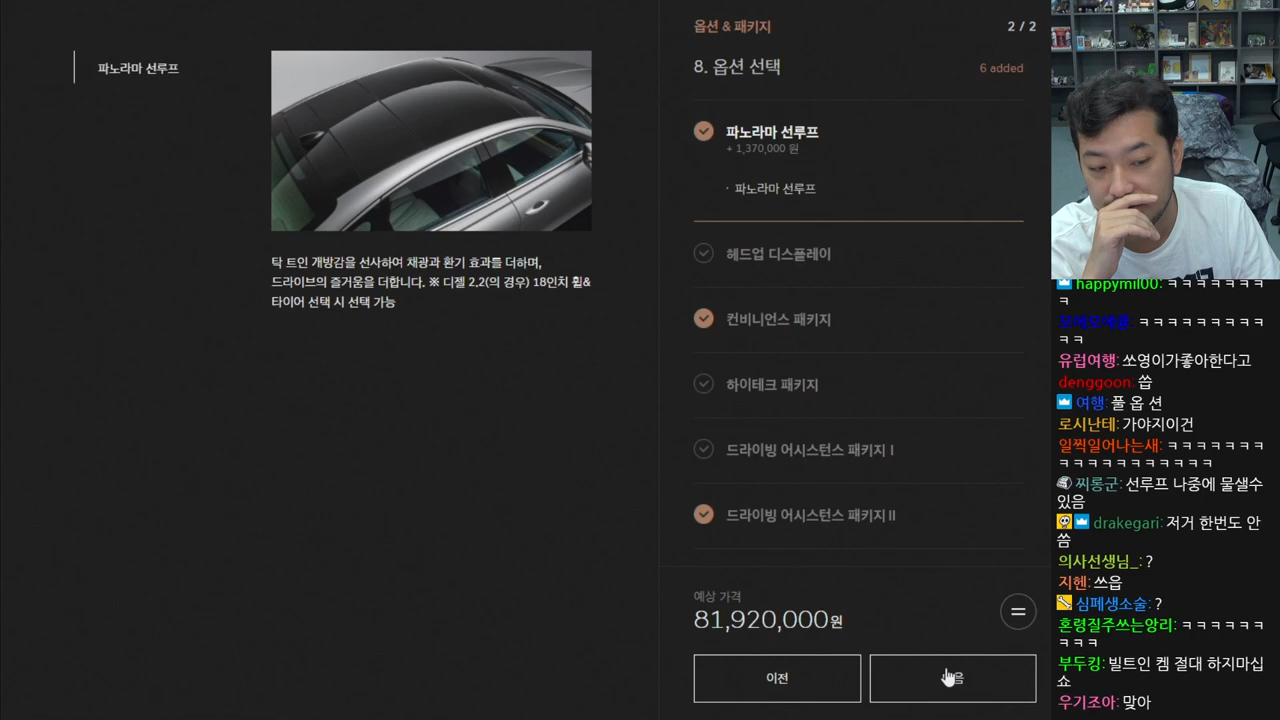 파노라마 선루프
탁 트인 개방감을 선사하여 채광과 환기 효과를 더하며,
드라이브의 즐거움을 더합니다. ※ 디젤 2.2(의 경우) 18인치 휠&
타이어 선택 시 선택 가능
옵션 & 패키지
2 / 2
8. 옵션 선택
6 added
파노라마 선루프
+ 1,370,000 원
· 파노라마 선루프
헤드업 디스플레이
컨비니언스 패키지
하이테크 패키지
드라이빙 어시스턴스 패키지 I
드라이빙 어시스턴스 패키지 II
예상 가격
81,920,000원
이전
음
happymil00: ㅋㅋㅋㅋㅋㅋㅋㅋ
ㅋ
ㅋㅋㅋㅋㅋㅋㅋㅋㅋㅋ
ㅋㅋ
유럽여행: 쏘영이가좋아한다고
denggoon: 씁
여행: 풀 옵 션
로시난테: 가야지이건
일찍일어나는새: ㅋㅋㅋㅋㅋㅋㅋ
ㅋㅋㅋㅋㅋㅋㅋㅋㅋㅋㅋ
찌롱군: 선루프 나중에 물샐수
있음
drakegari: 저거 한번도 안
씀
의사선생님_: ?
지헨: 쓰읍
심폐생소술: ?
혼령질주쓰는앙리: ㅋㅋㅋㅋㅋㅋ
ㅋㅋㅋㅋ
부두킹: 빌트인 켐 절대 하지마십
쇼
우기조아: 맞아